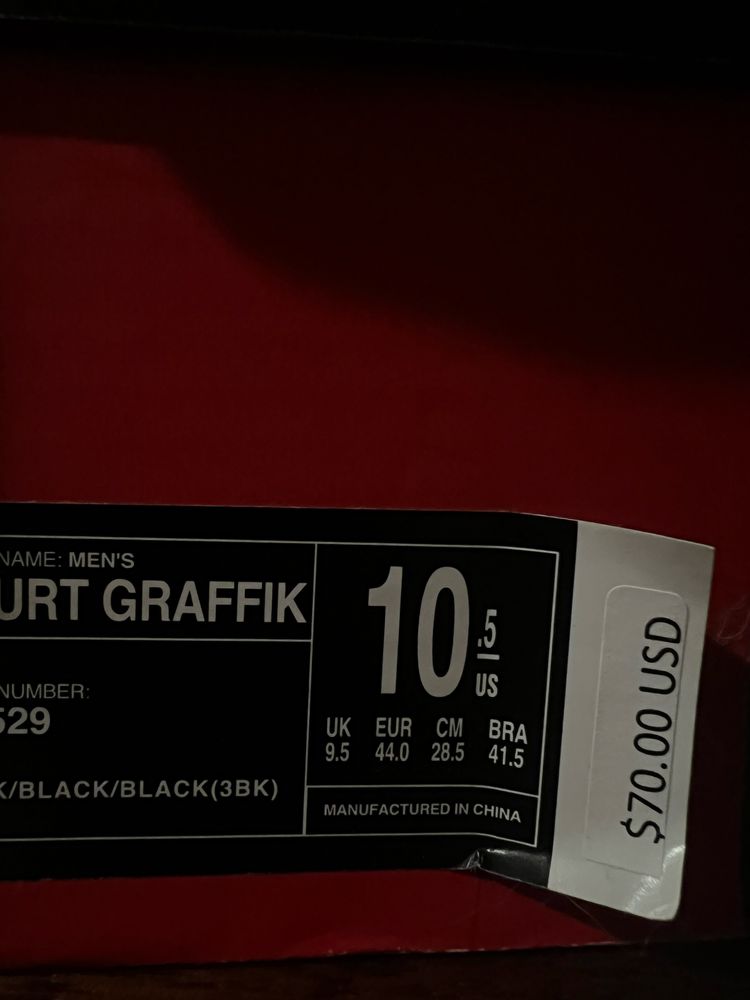 NAME: MEN'S
URT GRAFFIK
NUMBER:
529
K/BLACK/BLACK(3BK)
10.5
US
UK EUR CM BRA
9.5 44.0 28.5 41.5
MANUFACTURED IN CHINA
$70.00 USD